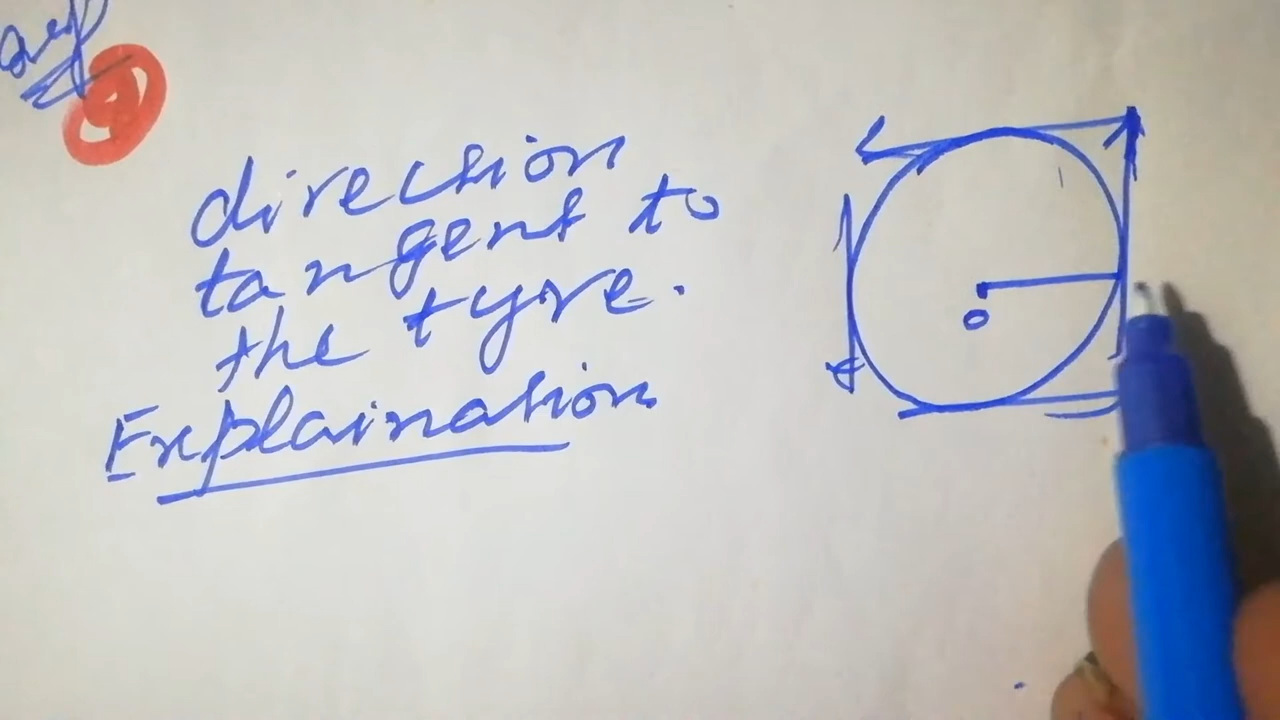 direction
tangent to
the tyre.
Explaination
o